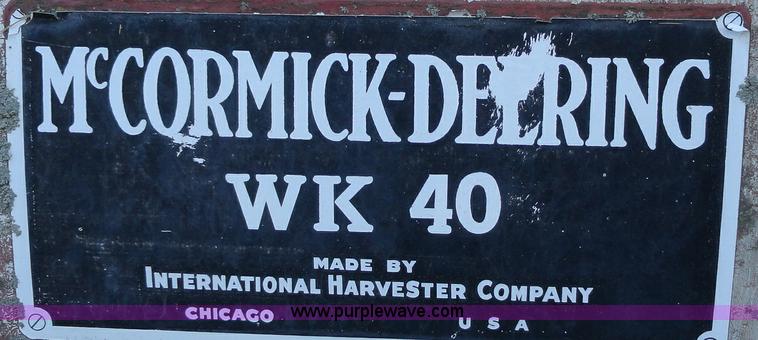 McCORMICK-DEERING
WK 40
MADE BY
INTERNATIONAL HARVESTER COMPANY
CHICAGO USA
www.purplewave.com